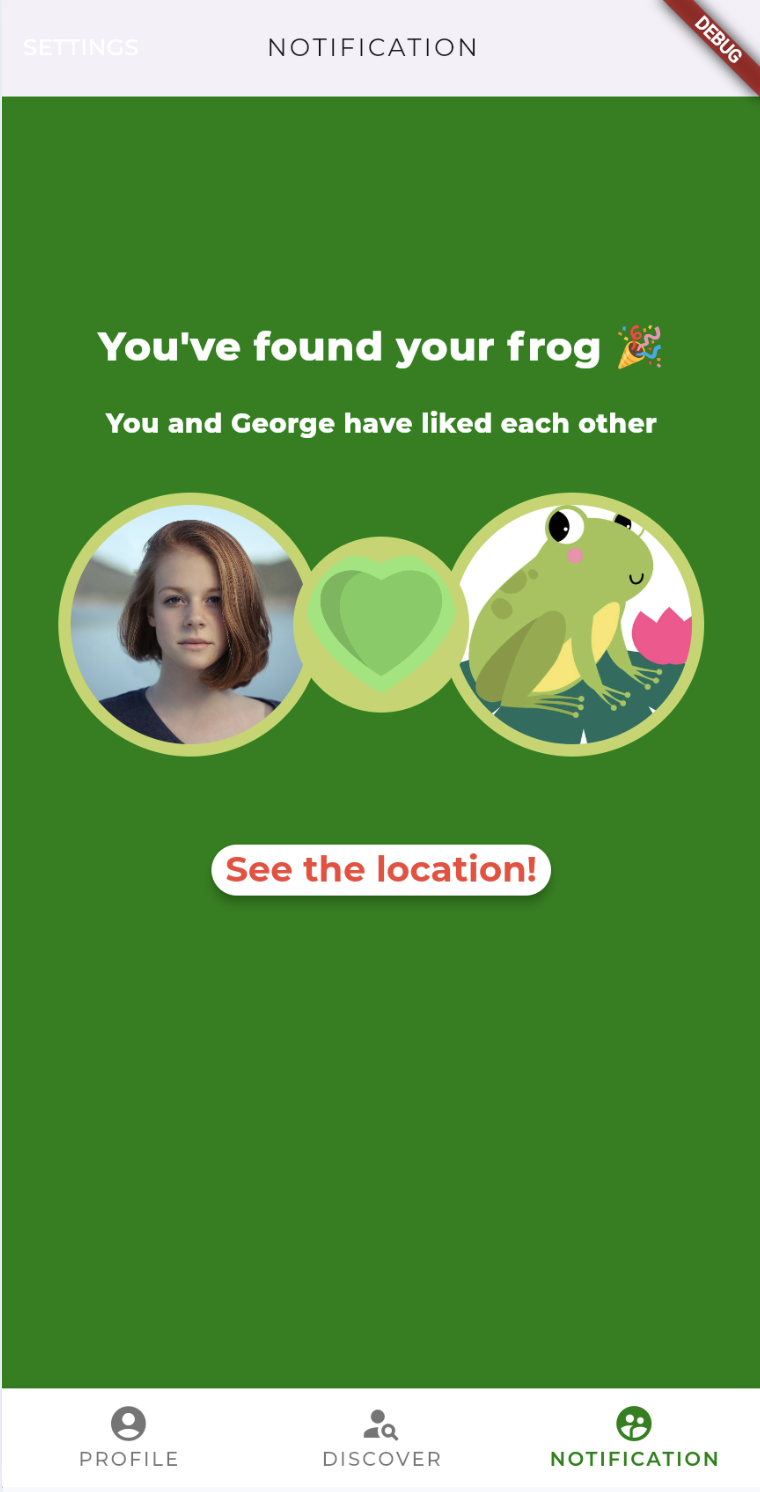 SETTINGS
NOTIFICATION
DEBUG
You've found your frog 🎉
You and George have liked each other
See the location!
PROFILE
DISCOVER
NOTIFICATION